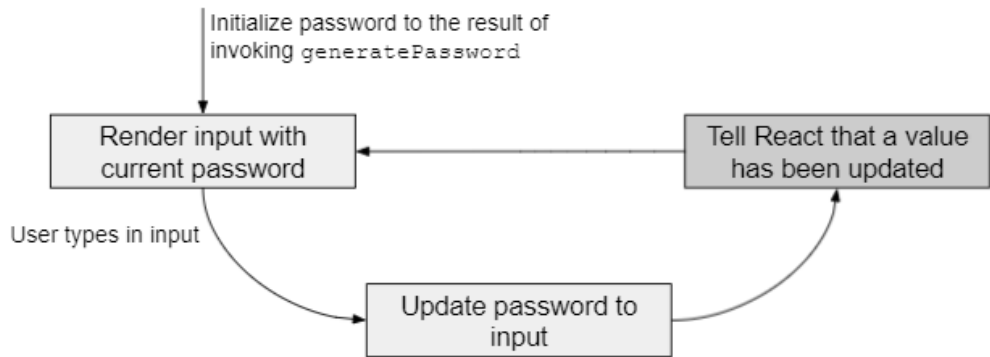 Initialize password to the result of
invoking generatePassword
Render input with
current password
Tell React that a value
has been updated
User types in input
Update password to
input